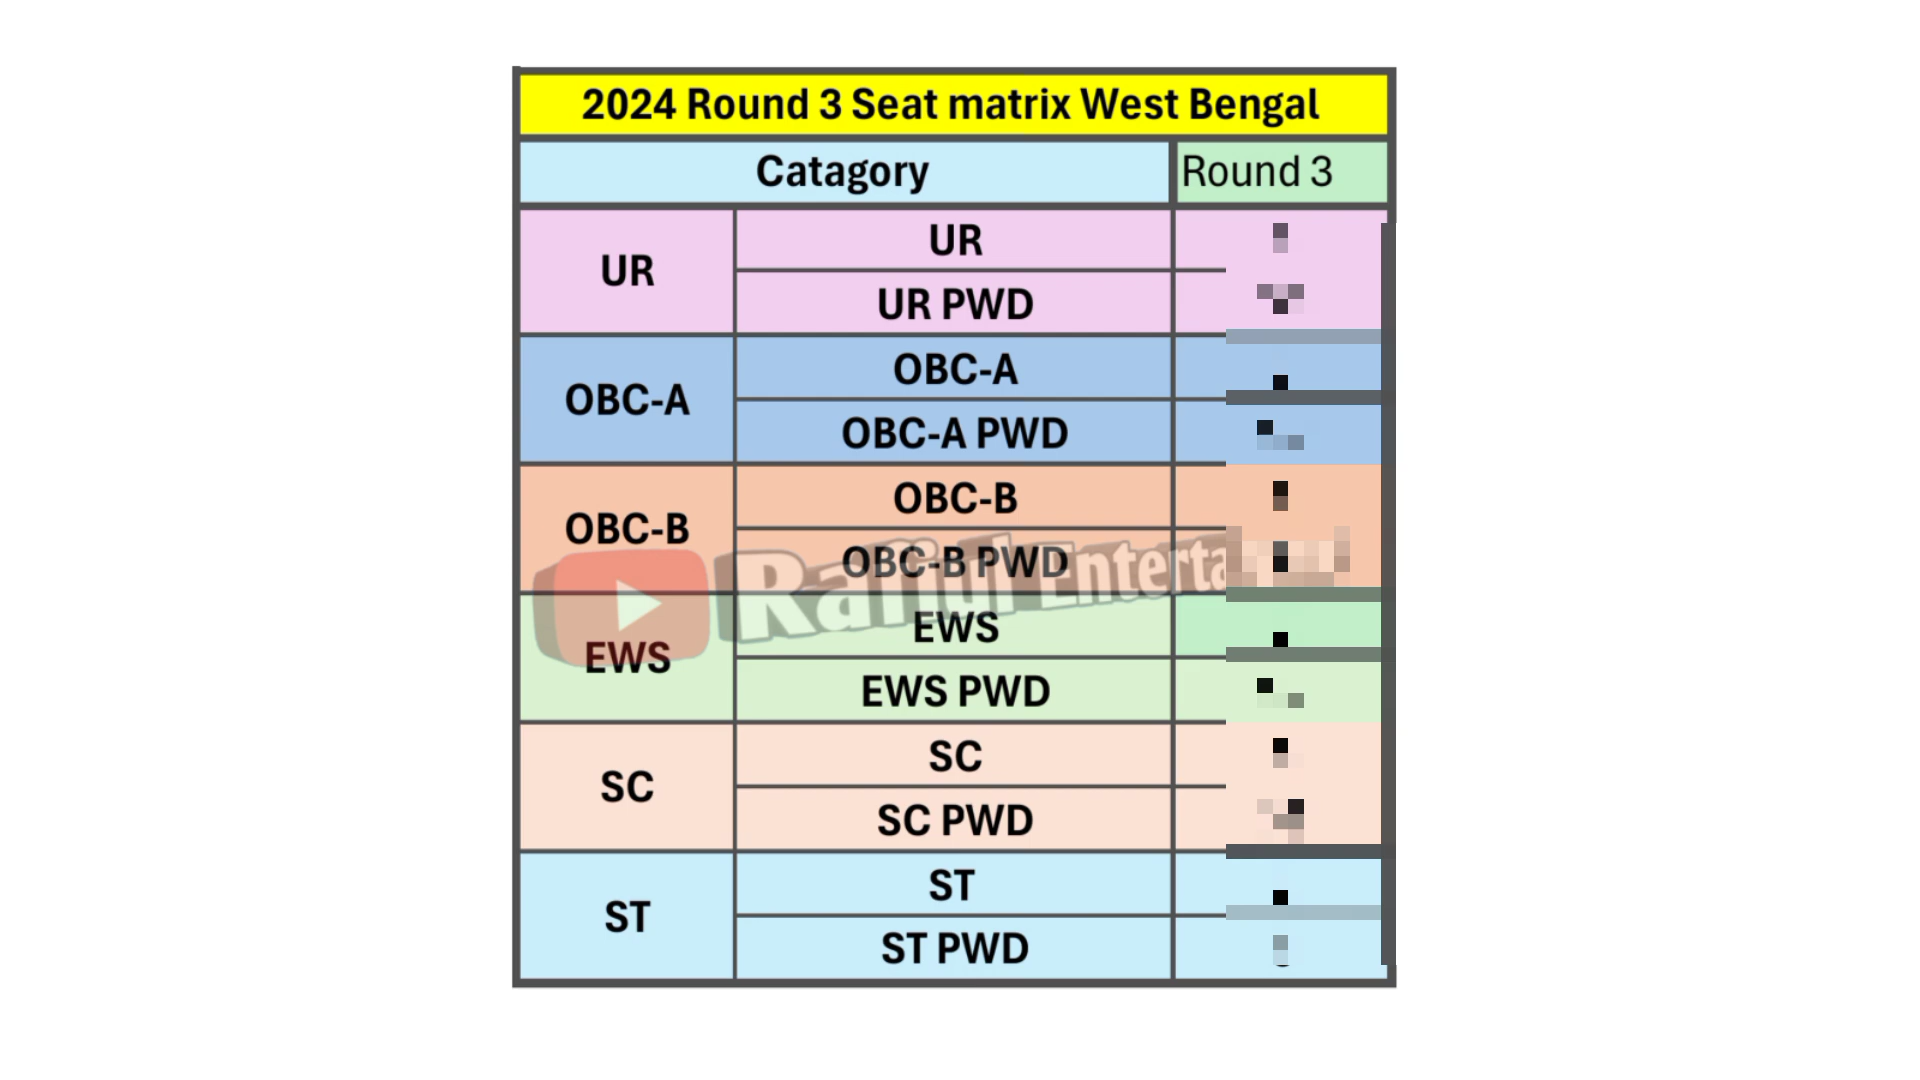 2024 Round 3 Seat matrix West Bengal
Catagory Round 3
UR UR
UR PWD
OBC-A OBC-A
OBC-A PWD
OBC-B OBC-B
OBC-B PWD
EWS EWS
EWS PWD
SC SC
SC PWD
ST ST
ST PWD